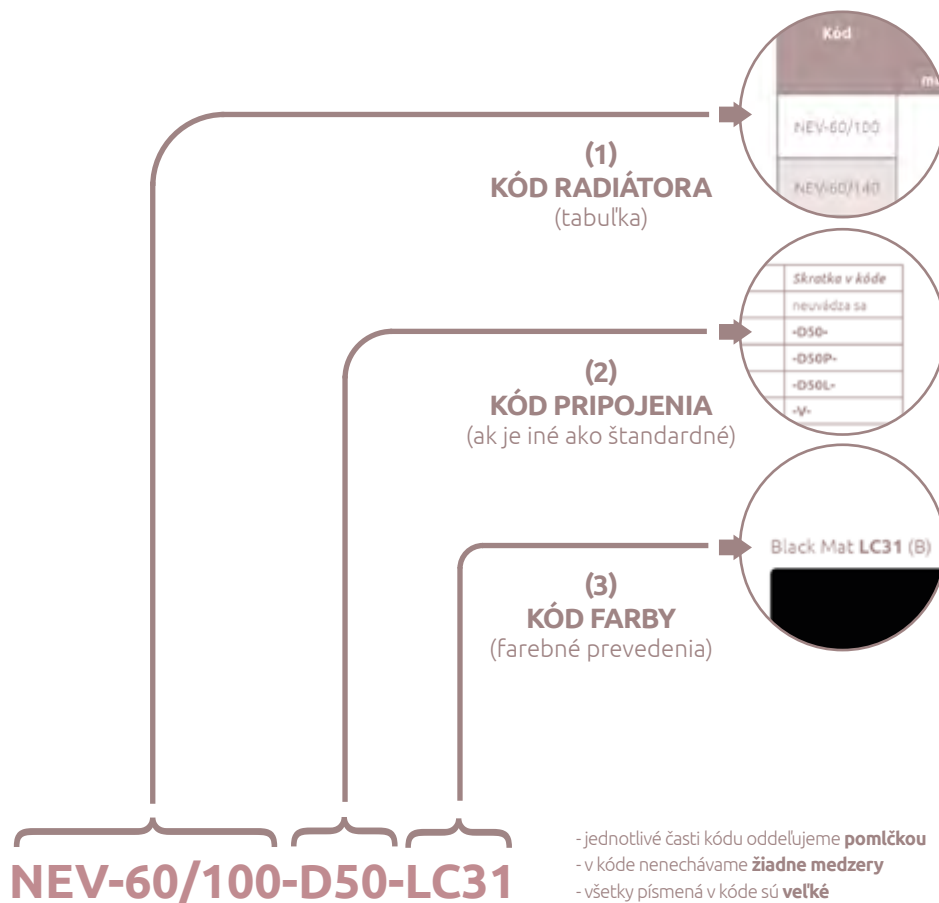 Kód
NEV-60/100
NEV-60/140
(1)
KÓD RADIÁTORA
(tabuľka)
Skratka v kóde
neuvádza sa
-D50-
-D50P-
-D50L-
-V-
(2)
KÓD PRIPOJENIA
(ak je iné ako štandardné)
Black Mat LC31 (B)
(3)
KÓD FARBY
(farebné prevedenia)
NEV-60/100-D50-LC31
- jednotlivé časti kódu oddeľujeme pomlčkou
- v kóde nenechávame žiadne medzery
- všetky písmená v kóde sú veľké